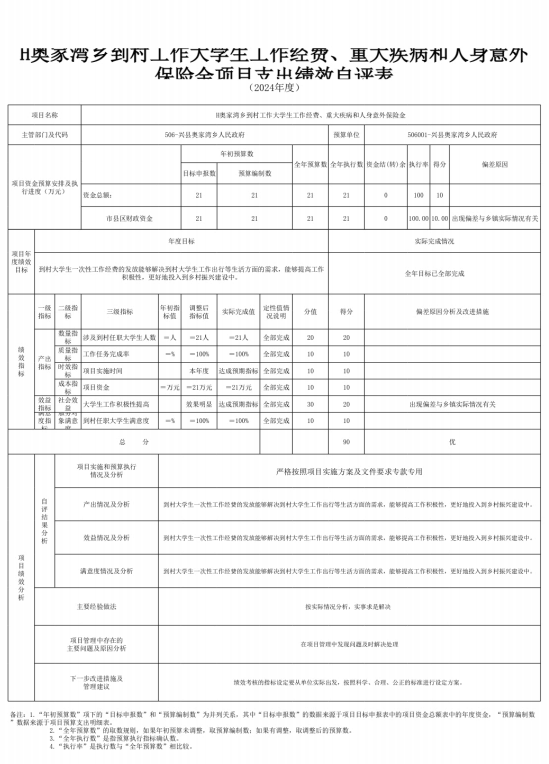 H奥家湾乡到村工作大学生工作经费、重大疾病和人身意外
保险金项目支出绩效自评表
（2024年度）
项目名称 H奥家湾乡到村工作大学生工作经费、重大疾病和人身意外保险金
主管部门及代码 506-兴县奥家湾乡人民政府 预算单位 506001-兴县奥家湾乡人民政府
项目资金预算安排及执行进度（万元） 年初预算数 全年预算数 全年执行数 资金结(转)余 执行率 得分 偏差原因
目标申报数 预算编制数
资金总额: 21 21 21 21 0 100 10
市县区财政资金 21 21 21 21 0 100.00 10.00 出现偏差与乡镇实际情况有关
项目年度绩效目标 年度目标 实际完成情况
到村大学生一次性工作经费的发放能够解决到村大学生工作出行等生活方面的需求，能够提高工作
积极性，更好地投入到乡村振兴建设中。 全年目标已全部完成
绩效指标 一级指标 二级指标 三级指标 年初指标值 调整后指标值 实际完成值 定性值情况说明 分值 得分 偏差原因分析及改进措施
产出指标 数量指标 涉及到村任职大学生人数 ＝人 ＝21人 ＝21人 全部完成 20 20
质量指标 工作任务完成率 ＝% ＝100% ＝100% 全部完成 10 10
时效指标 项目实施时间 本年度 达成预期指标 全部完成 10 10
成本指标 项目资金 ＝万元 ＝21万元 ＝21万元 全部完成 10 10
效益指标 社会效益 大学生工作积极性提高 效果明显 达成预期指标 全部完成 30 20 出现偏差与乡镇实际情况有关
满意度指标 服务对象满意度 到村任职大学生满意度 ＝% ＝100% ＝100% 全部完成 10 10
总 分 90 优
项目绩效分析 自评结果分析 项目实施和预算执行情况及分析 严格按照项目实施方案及文件要求专款专用
产出情况及分析 到村大学生一次性工作经费的发放能够解决到村大学生工作出行等生活方面的需求，能够提高工作积极性，更好地投入到乡村振兴建设中。
效益情况及分析 到村大学生一次性工作经费的发放能够解决到村大学生工作出行等生活方面的需求，能够提高工作积极性，更好地投入到乡村振兴建设中。
满意度情况及分析 到村大学生一次性工作经费的发放能够解决到村大学生工作出行等生活方面的需求，能够提高工作积极性，更好地投入到乡村振兴建设中。
主要经验做法 按实际情况分析，实事求是解决
项目管理中存在的主要问题及原因分析 在项目管理中发现问题及时解决处理
下一步改进措施及管理建议 绩效考核的指标设定要从单位实际出发，按照科学、合理、公正的标准进行设定方案。
备注：1.“年初预算数”项下的“目标申报数”和“预算编制数”为并列关系，其中“目标申报数”的数据来源于项目目标申报表中的项目资金总额表中的年度资金，“预算编制数
”数据来源于项目预算支出明细表。
2.“全年预算数”的取数规则，如果年初预算未调整，取预算编制数；如果有调整，取调整后的预算数。
3.“全年执行数”是指预算执行指标确认数。
4.“执行率”是执行数与“全年预算数”相比较。